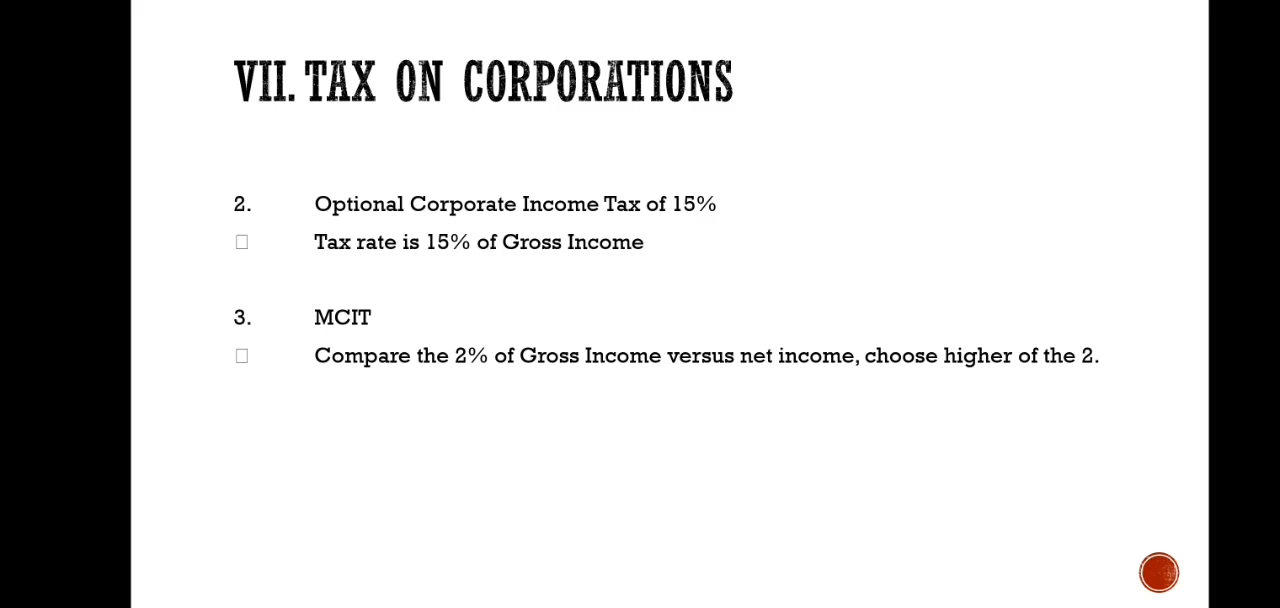 VII. TAX ON CORPORATIONS
2. Optional Corporate Income Tax of 15%
Tax rate is 15% of Gross Income
3. MCIT
Compare the 2% of Gross Income versus net income, choose higher of the 2.